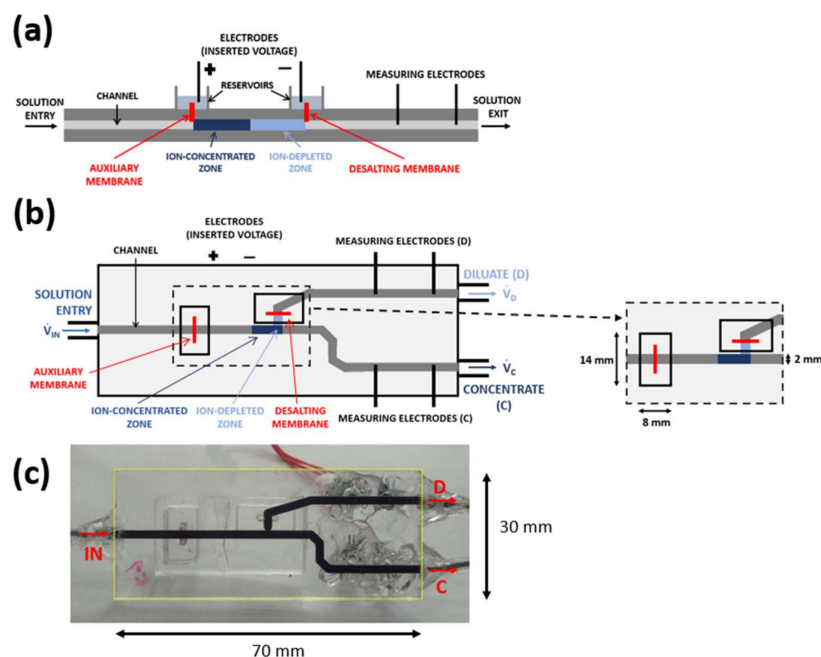 (a)
ELECTRODES
(INSERTED VOLTAGE)
+
−
RESERVOIRS
MEASURING ELECTRODES
SOLUTION
ENTRY
CHANNEL
SOLUTION
EXIT
AUXILIARY
MEMBRANE
ION-CONCENTRATED
ZONE
ION-DEPLETED
ZONE
DESALTING MEMBRANE
(b)
ELECTRODES
(INSERTED VOLTAGE)
+
−
CHANNEL
MEASURING ELECTRODES (D)
DILUATE (D)
V̇D
SOLUTION
ENTRY
V̇IN
AUXILIARY
MEMBRANE
ION-CONCENTRATED
ZONE
ION-DEPLETED
ZONE
DESALTING
MEMBRANE
MEASURING ELECTRODES (C)
V̇C
CONCENTRATE
(C)
14 mm
2 mm
8 mm
(c)
IN
D
C
30 mm
70 mm